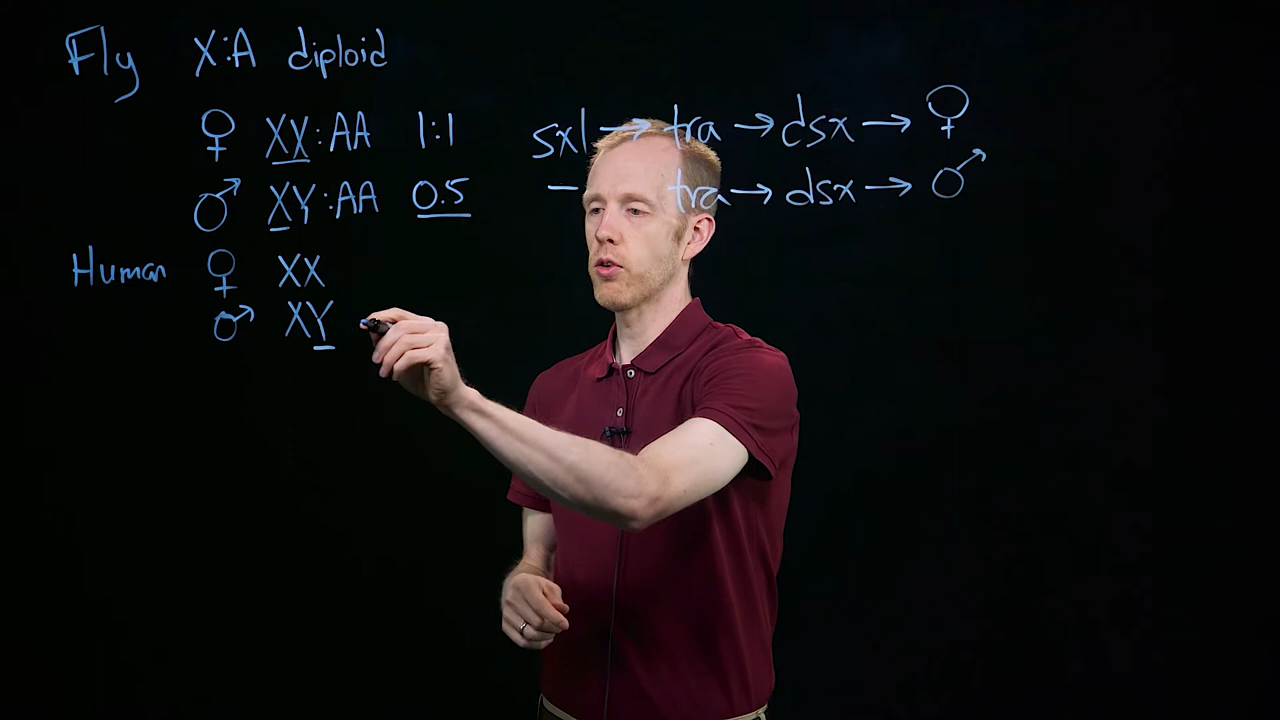 Fly X:A diploid
♀ XX:AA 1:1 sxl → tra → dsx → ♀
♂ XY:AA 0.5 — tra → dsx → ♂
Human ♀ XX
♂ XY